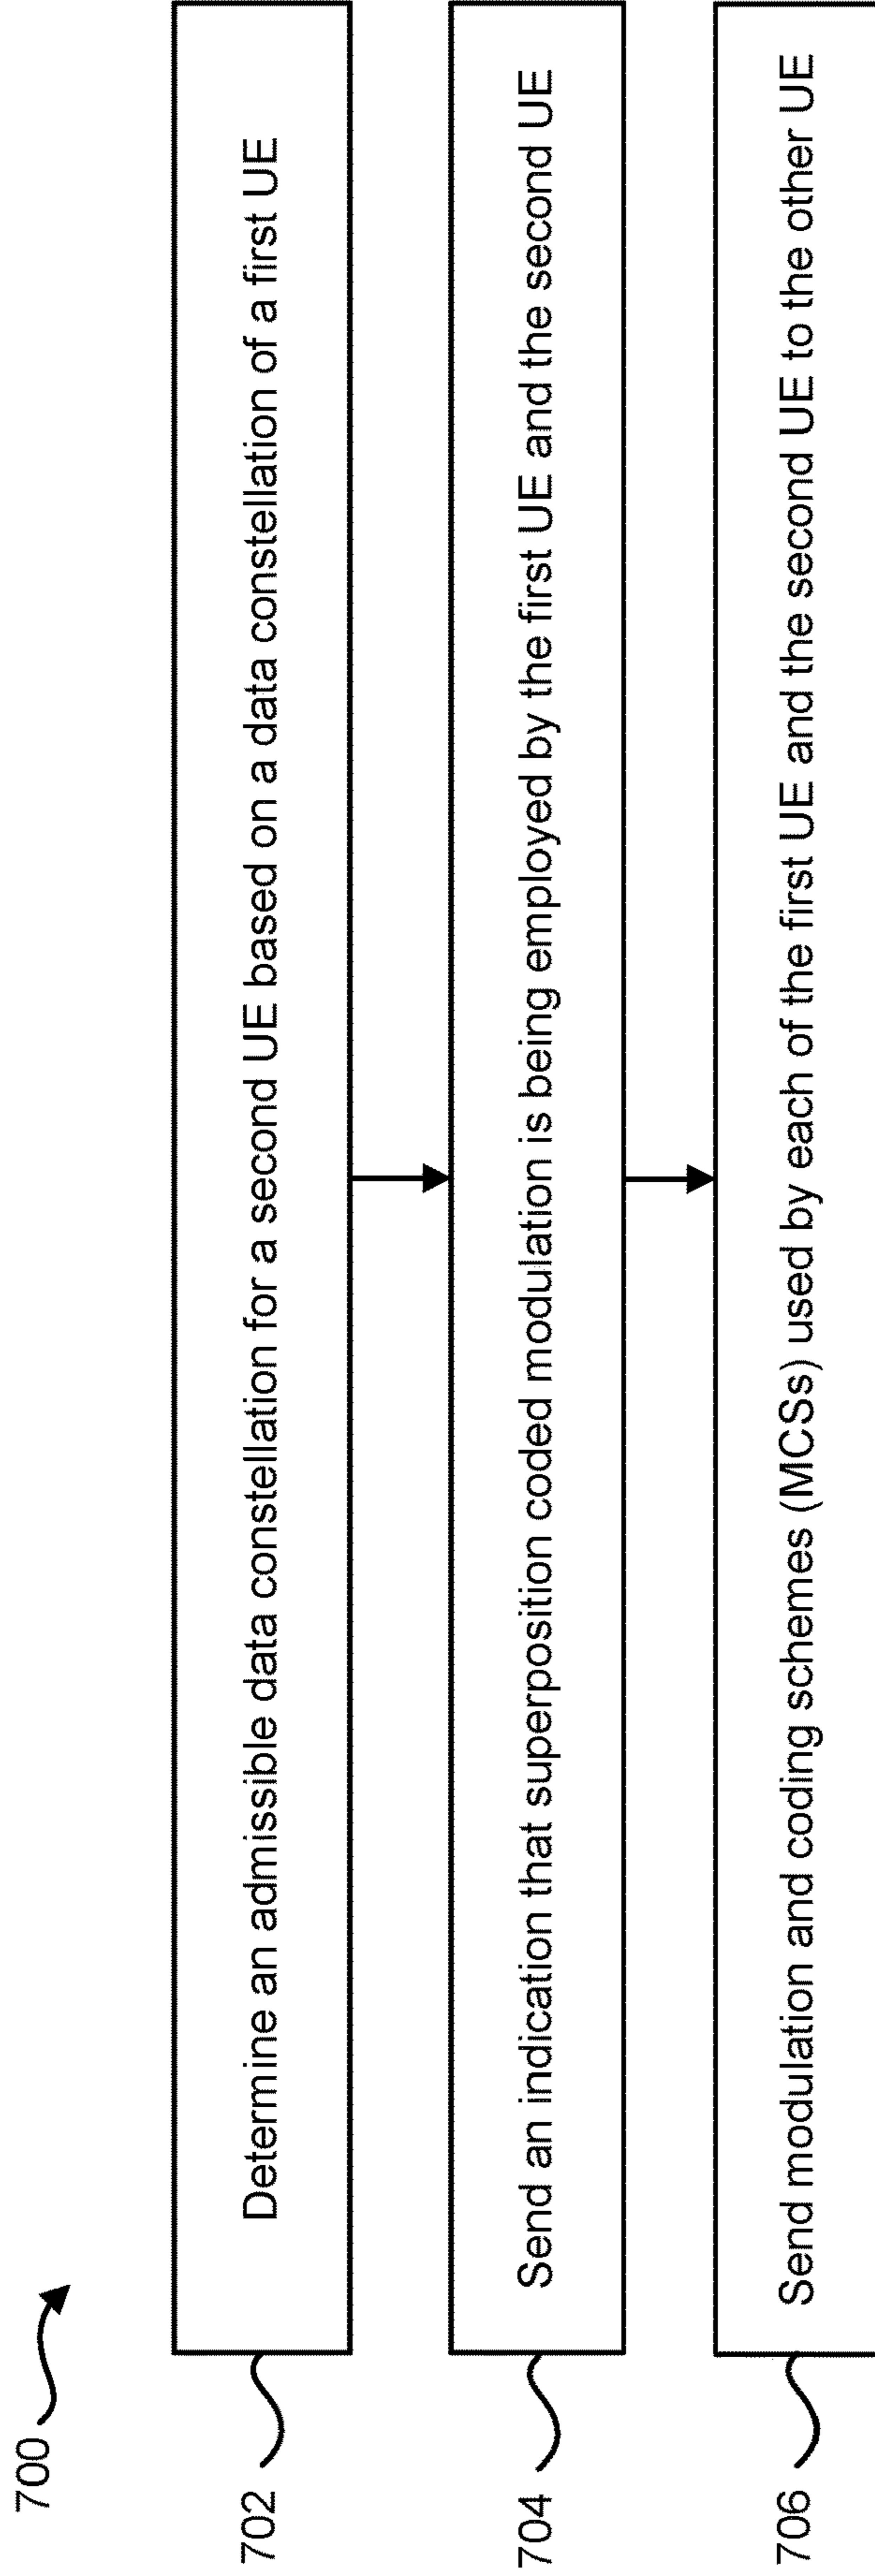 700
702
Determine an admissible data constellation for a second UE based on a data constellation of a first UE
704
Send an indication that superposition coded modulation is being employed by the first UE and the second UE
706
Send modulation and coding schemes (MCSs) used by each of the first UE and the second UE to the other UE